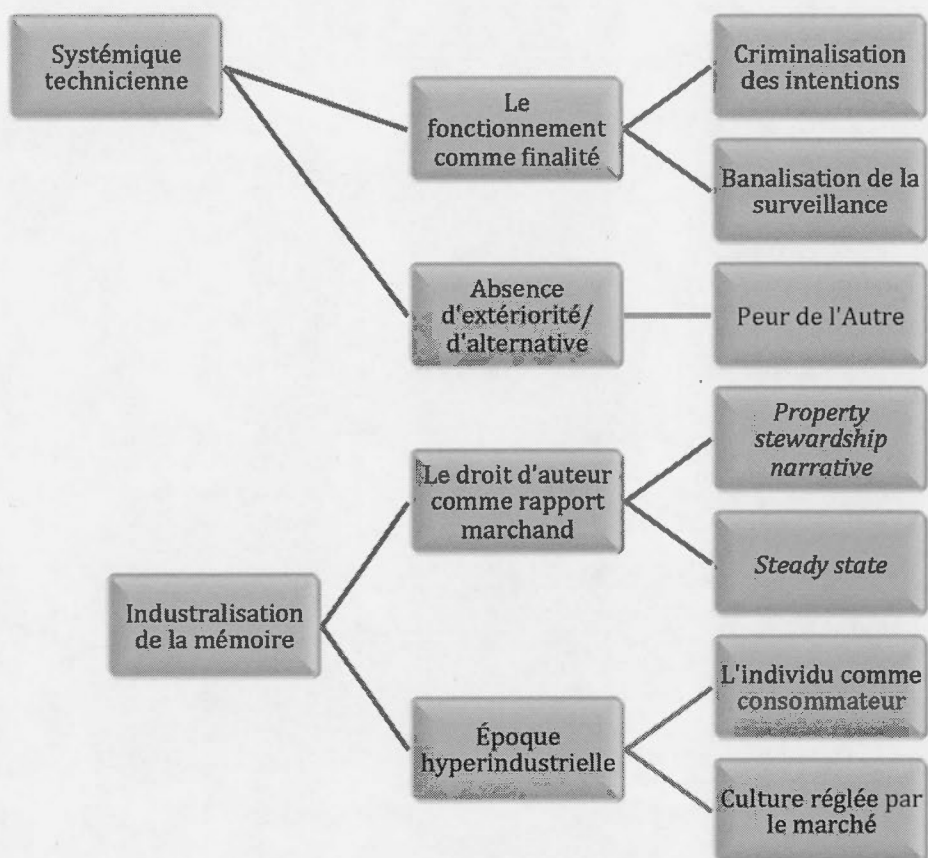 Systémique
technicienne
Le
fonctionnement
comme finalité
Criminalisation
des intentions
Banalisation de la
surveillance
Absence
d'extériorité/
d'alternative
Peur de l'Autre
Industralisation
de la mémoire
Le droit d'auteur
comme rapport
marchand
Property
stewardship
narrative
Steady state
Époque
hyperindustrielle
L'individu comme
consommateur
Culture réglée par
le marché